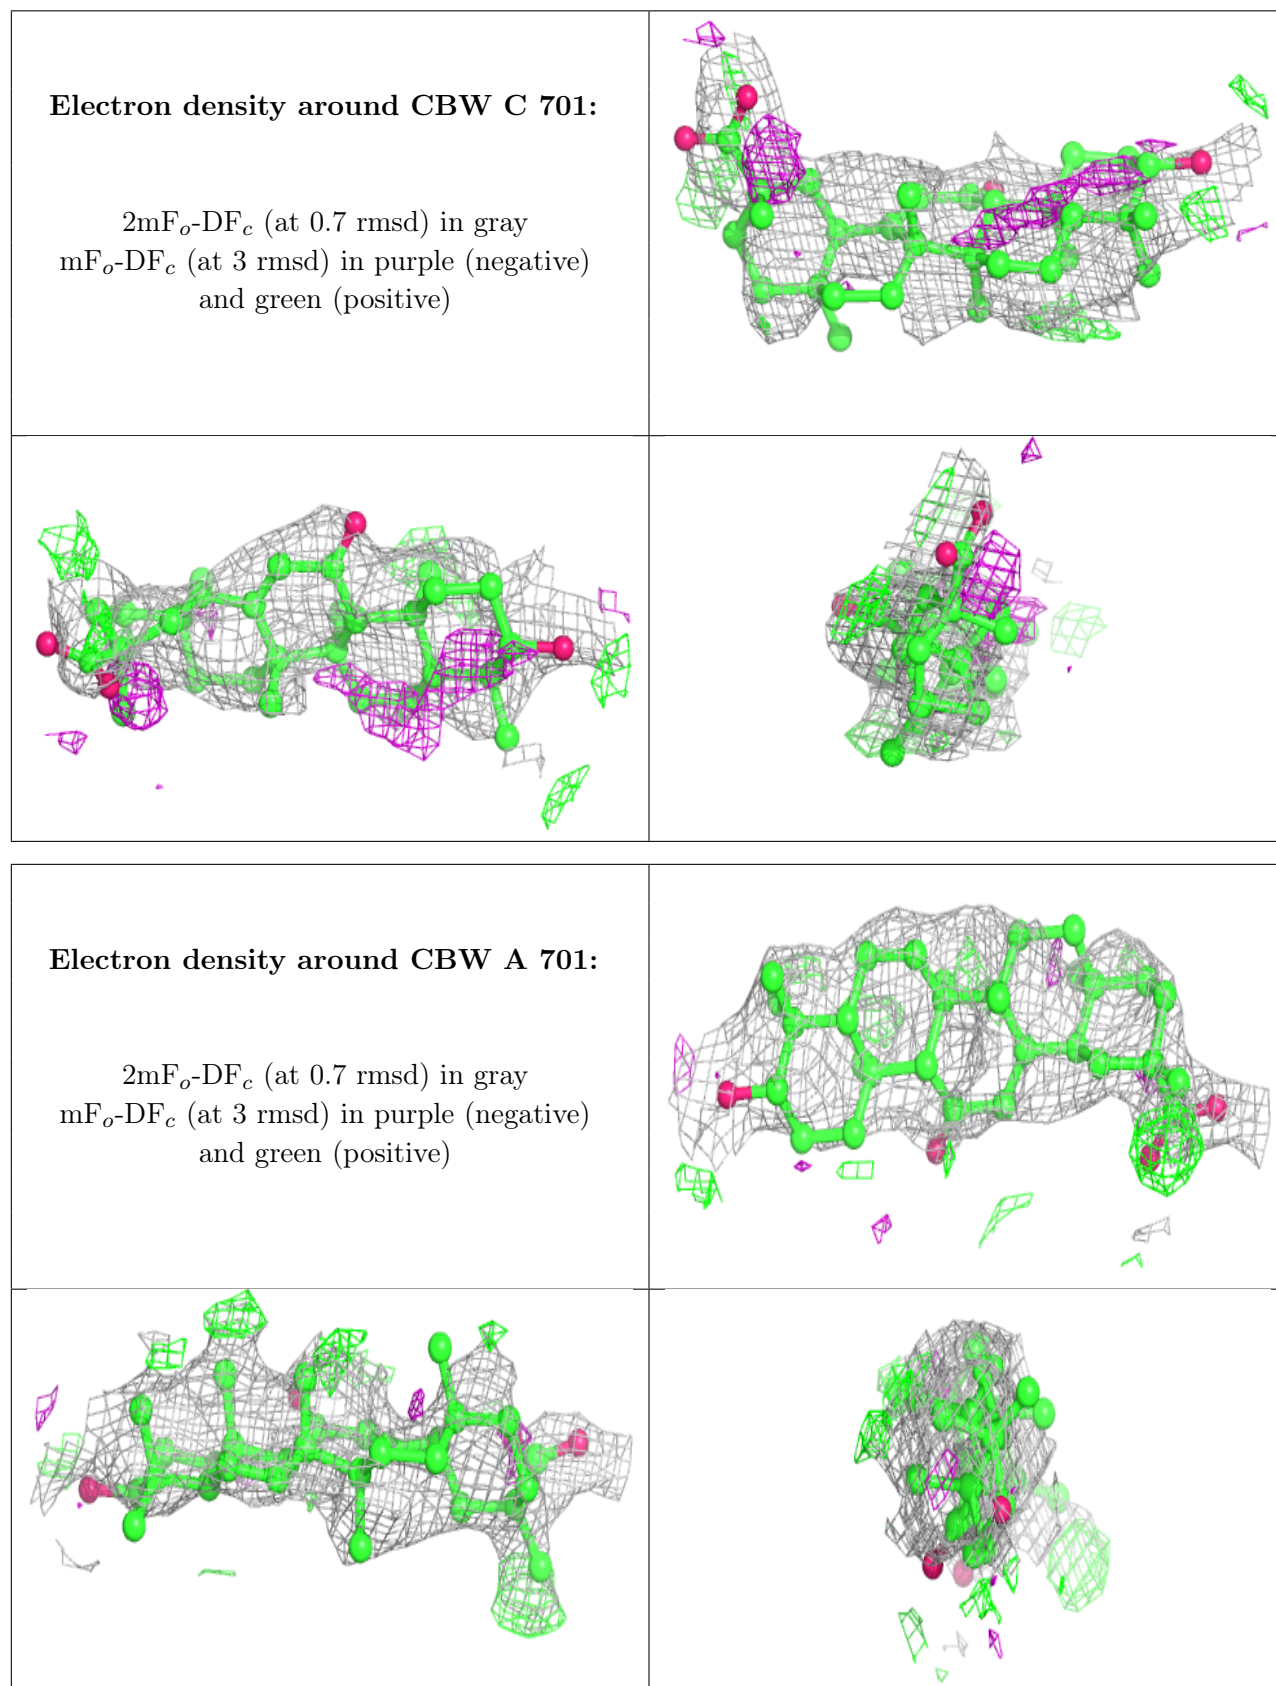 Electron density around CBW C 701:
2mFo-DFc (at 0.7 rmsd) in gray
mFo-DFc (at 3 rmsd) in purple (negative)
and green (positive)
Electron density around CBW A 701:
2mFo-DFc (at 0.7 rmsd) in gray
mFo-DFc (at 3 rmsd) in purple (negative)
and green (positive)